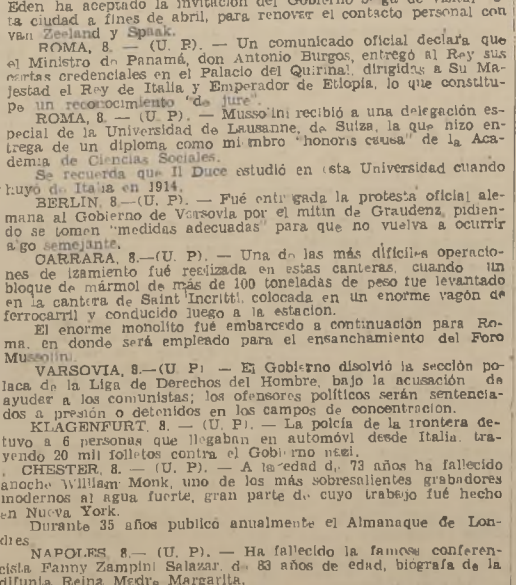 Eden ha aceptado la invitación del Gobierno belga de visitar es-
ta ciudad a fines de abril, para renovar el contacto personal con
van Zeeland y Spaak.
ROMA, 8. — (U. P). — Un comunicado oficial declara que
el Ministro de Panamá, don Antonio Burgos, entregó al Rey sus
cartas credenciales en el Palacio del Quirinal, dirigidas a Su Ma-
jestad el Rey de Italia y Emperador de Etiopía, lo que constitu-
pe un reconocimiento "de jure".
ROMA, 8. — (U. P). — Mussolini recibió a una delegación es-
pecial de la Universidad de Lausanne, de Suiza, la que hizo en-
trega de un diploma como miembro "honoris causa" de la Aca-
demia de Ciencias Sociales.
Se recuerda que Il Duce estudió en esta Universidad cuando
huyó de Italia en 1914.
BERLIN, 8.—(U. P). — Fué entregada la protesta oficial ale-
mana al Gobierno de Varsovia por el mitin de Graudenz, pidien-
do se tomen "medidas adecuadas" para que no vuelva a ocurrir
algo semejante.
CARRARA, 8.—(U. P). — Una de las más difíciles operacio-
nes de izamiento fué realizada en estas canteras, cuando un
bloque de mármol de más de 100 toneladas de peso fue levantado
en la cantera de Saint Incritti, colocada en un enorme vagón de
ferrocarril y conducido luego a la estacion.
El enorme monolito fué embarcado a continuación para Ro-
ma, en donde será empleado para el ensanchamiento del Foro
Mussolini.
VARSOVIA, 8.—(U. P) — El Gobierno disolvió la sección po-
laca de la Liga de Derechos del Hombre, bajo la acusación de
ayudar a los comunistas; los ofensores políticos serán sentencia-
dos a presión o detenidos en los campos de concentración.
KLAGENFURT, 8. — (U. P). — La polcía de la frontera de-
tuvo a 6 personas que llegaban en automóvl desde Italia, tra-
yendo 20 mil folletos contra el Gobierno nazi.
CHESTER, 8. — (U. P). — A la edad de 73 años ha fallecido
anoche William Monk, uno de los más sobresalientes grabadores
modernos al agua fuerte, gran parte de cuyo trabajo fué hecho
en Nueva York.
Durante 35 años publicó anualmente el Almanaque de Lon-
dres
NAPOLES, 8. — (U. P). — Ha fallecido la famosa conferen-
cista Fanny Zampini Salazar, de 83 años de edad, biógrafa de la
difunta Reina Madre Margarita.